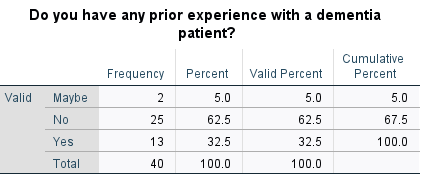 Do you have any prior experience with a dementia
patient?
Frequency Percent Valid Percent Cumulative Percent
Valid Maybe 2 5.0 5.0 5.0
No 25 62.5 62.5 67.5
Yes 13 32.5 32.5 100.0
Total 40 100.0 100.0